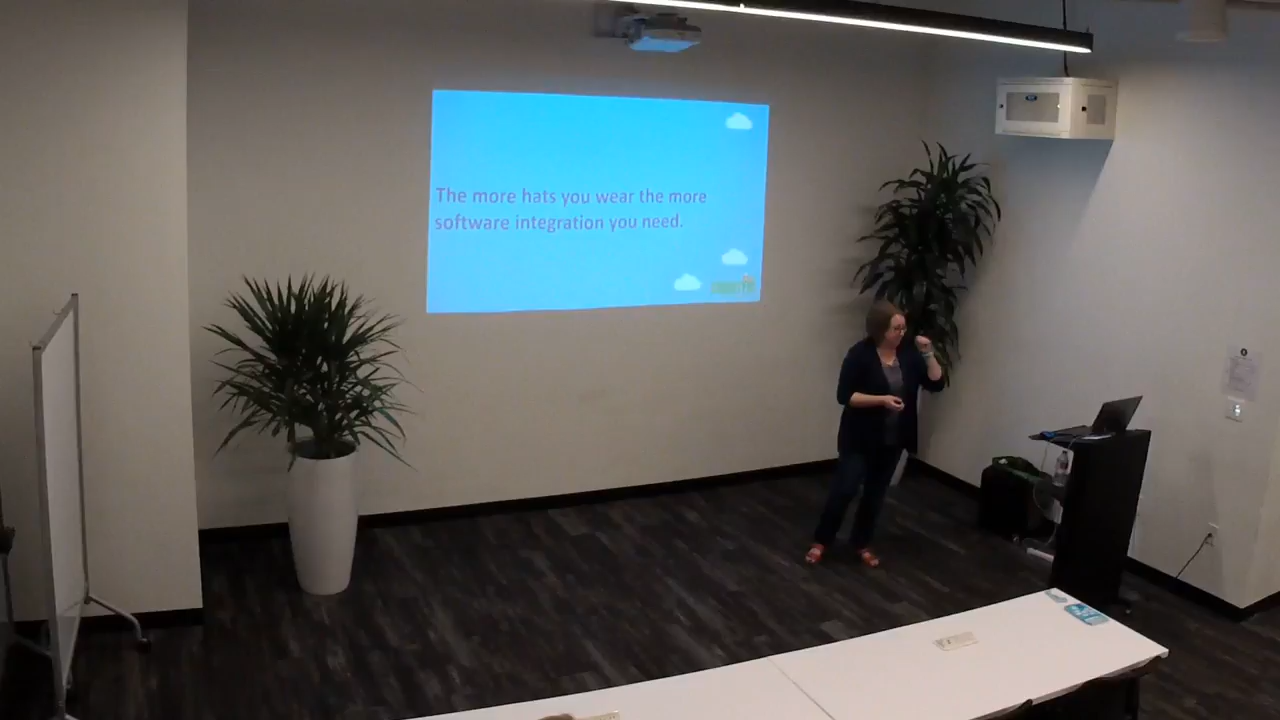 The more hats you wear the more
software integration you need.